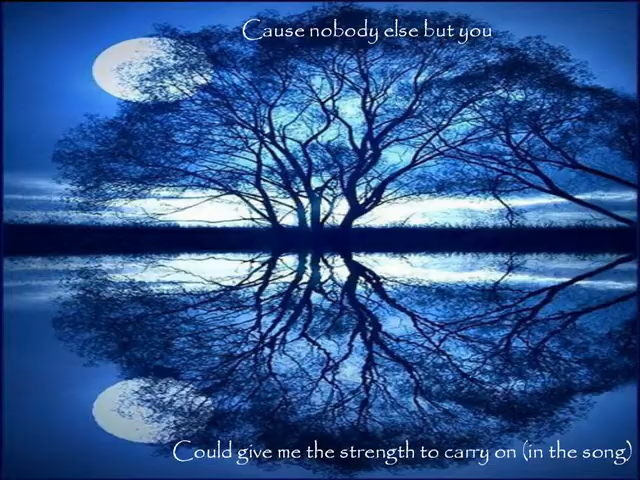 Cause nobody else but you
Could give me the strength to carry on (in the song)